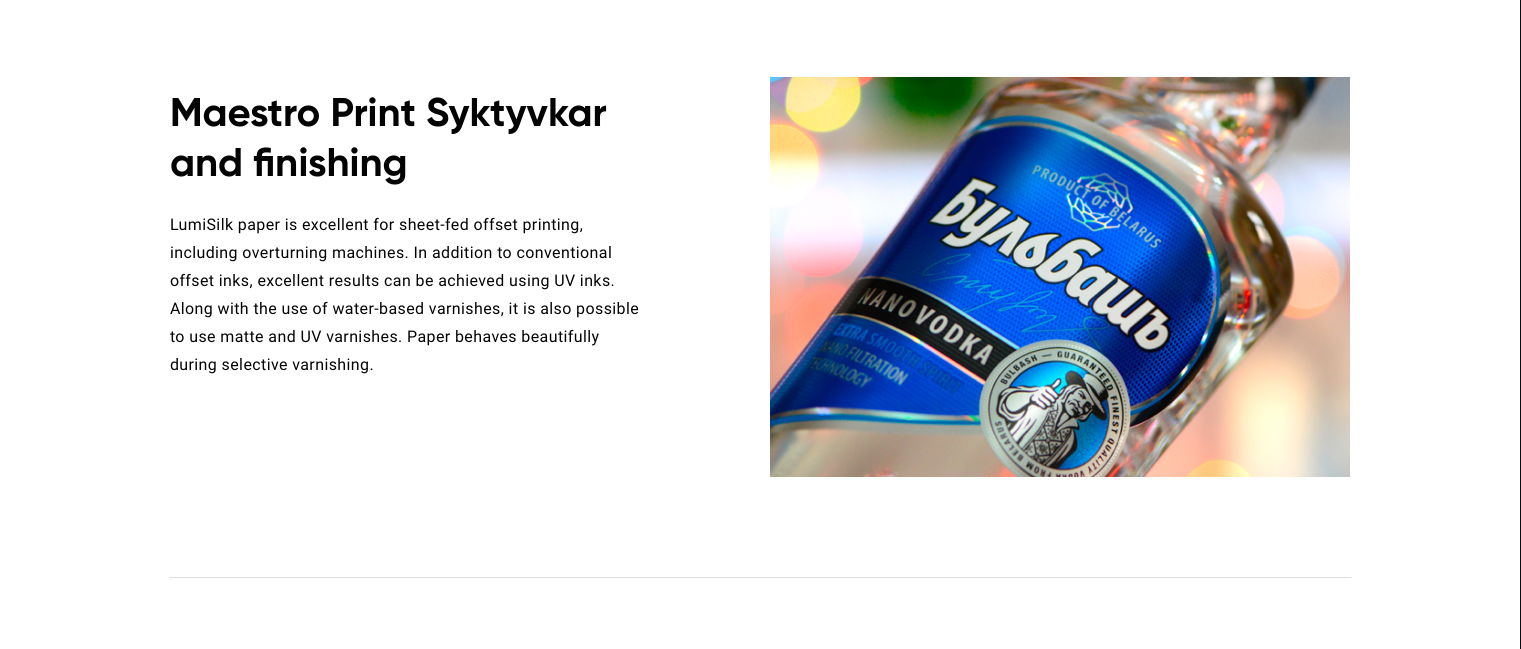 Maestro Print Syktyvkar
and finishing
LumiSilk paper is excellent for sheet-fed offset printing,
including overturning machines. In addition to conventional
offset inks, excellent results can be achieved using UV inks.
Along with the use of water-based varnishes, it is also possible
to use matte and UV varnishes. Paper behaves beautifully
during selective varnishing.
PRODUCT OF BELARUS
Бульбашъ
NANOVODKA
EXTRA SMOOTH
NANO FILTRATION
TECHNOLOGY
BULBASH — GUARANTEED FINEST QUALITY VODKA FROM BELARUS